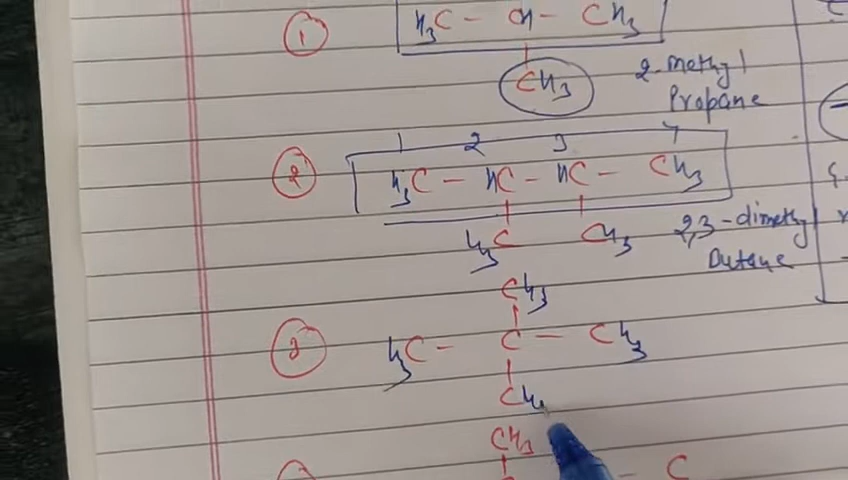 ① H3C - CH - CH3
CH3
2-methyl
Propane
1 2 3 4
② H3C - HC - HC - CH3
H3C CH3
2,3-dimethyl
Butane
CH3
③ H3C - C - CH3
CH3
CH3
C